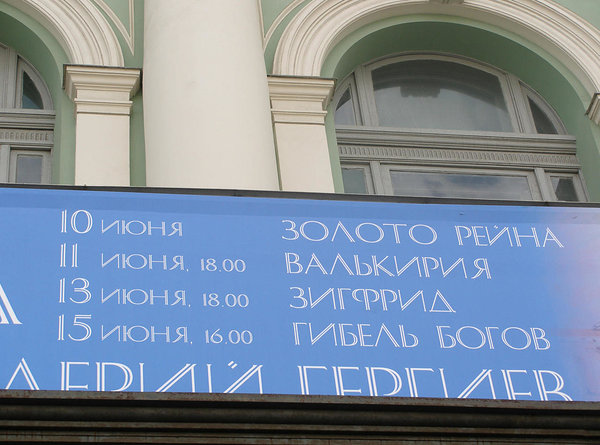 10 ИЮНЯ ЗОЛОТО РЕЙНА
11 ИЮНЯ, 18.00 ВАЛЬКИРИЯ
13 ИЮНЯ, 18.00 ЗИГФРИД
15 ИЮНЯ, 16.00 ГИБЕЛЬ БОГОВ
ГЕРГИЕВ